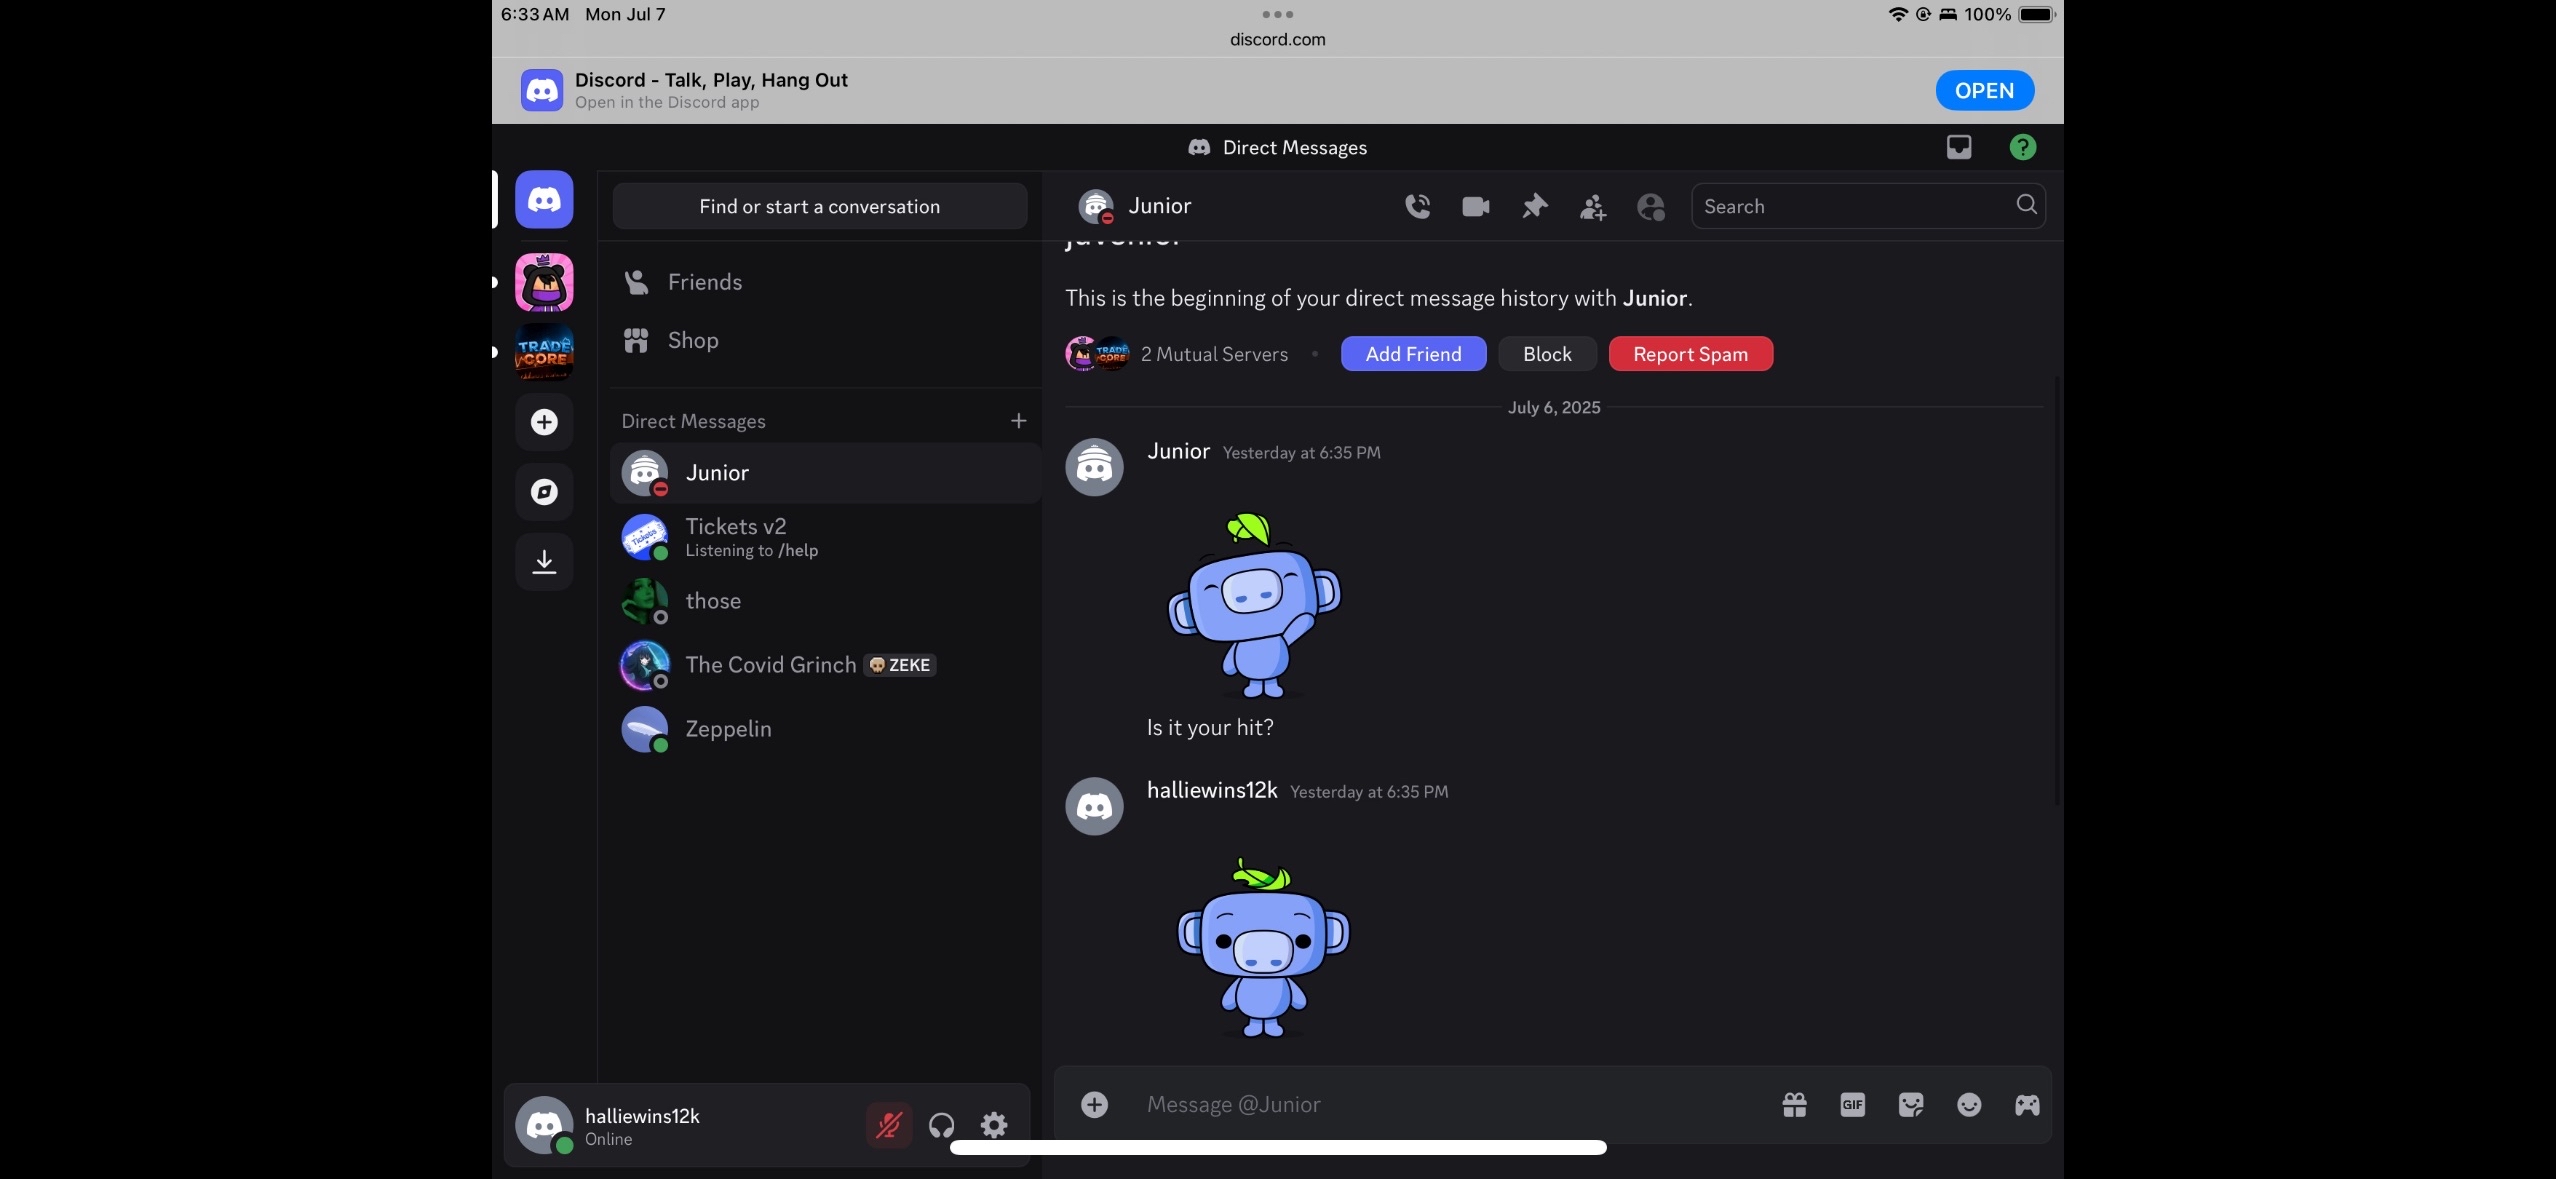 6:33 AM Mon Jul 7
100%
discord.com
Discord - Talk, Play, Hang Out
Open in the Discord app
OPEN
Direct Messages
?
Find or start a conversation
Junior
Search
This is the beginning of your direct message history with Junior.
2 Mutual Servers
Add Friend
Block
Report Spam
TRADE
CORE
Friends
Shop
Direct Messages
Junior
Tickets v2
Listening to /help
Tickets
those
The Covid Grinch
ZEKE
Zeppelin
July 6, 2025
Junior Yesterday at 6:35 PM
Is it your hit?
halliewins12k Yesterday at 6:35 PM
halliewins12k
Online
Message @Junior
GIF